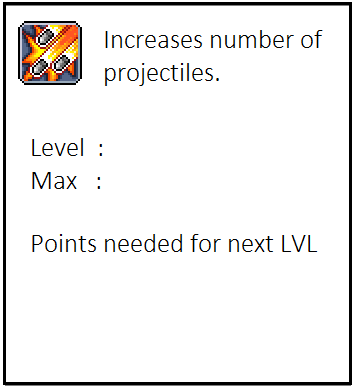 Increases number of
projectiles.
Level :
Max :
Points needed for next LVL